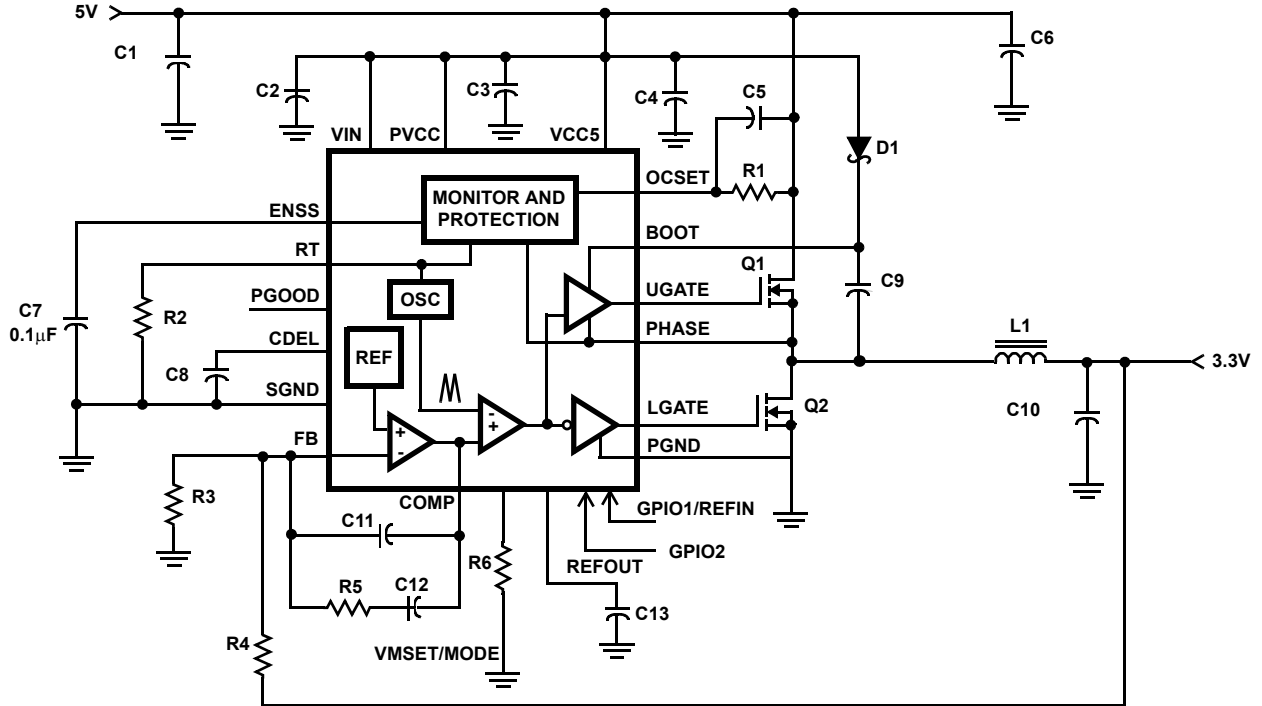 5V
C1
C6
C2
C3
C4
C5
VIN
PVCC
VCC5
D1
OCSET
R1
MONITOR AND
PROTECTION
ENSS
BOOT
RT
Q1
C9
OSC
UGATE
PGOOD
C7
0.1μF
R2
PHASE
L1
CDEL
REF
3.3V
C8
SGND
LGATE
Q2
C10
+
-
-
+
FB
PGND
R3
COMP
GPIO1/REFIN
C11
GPIO2
R6
REFOUT
R5
C12
C13
R4
VMSET/MODE